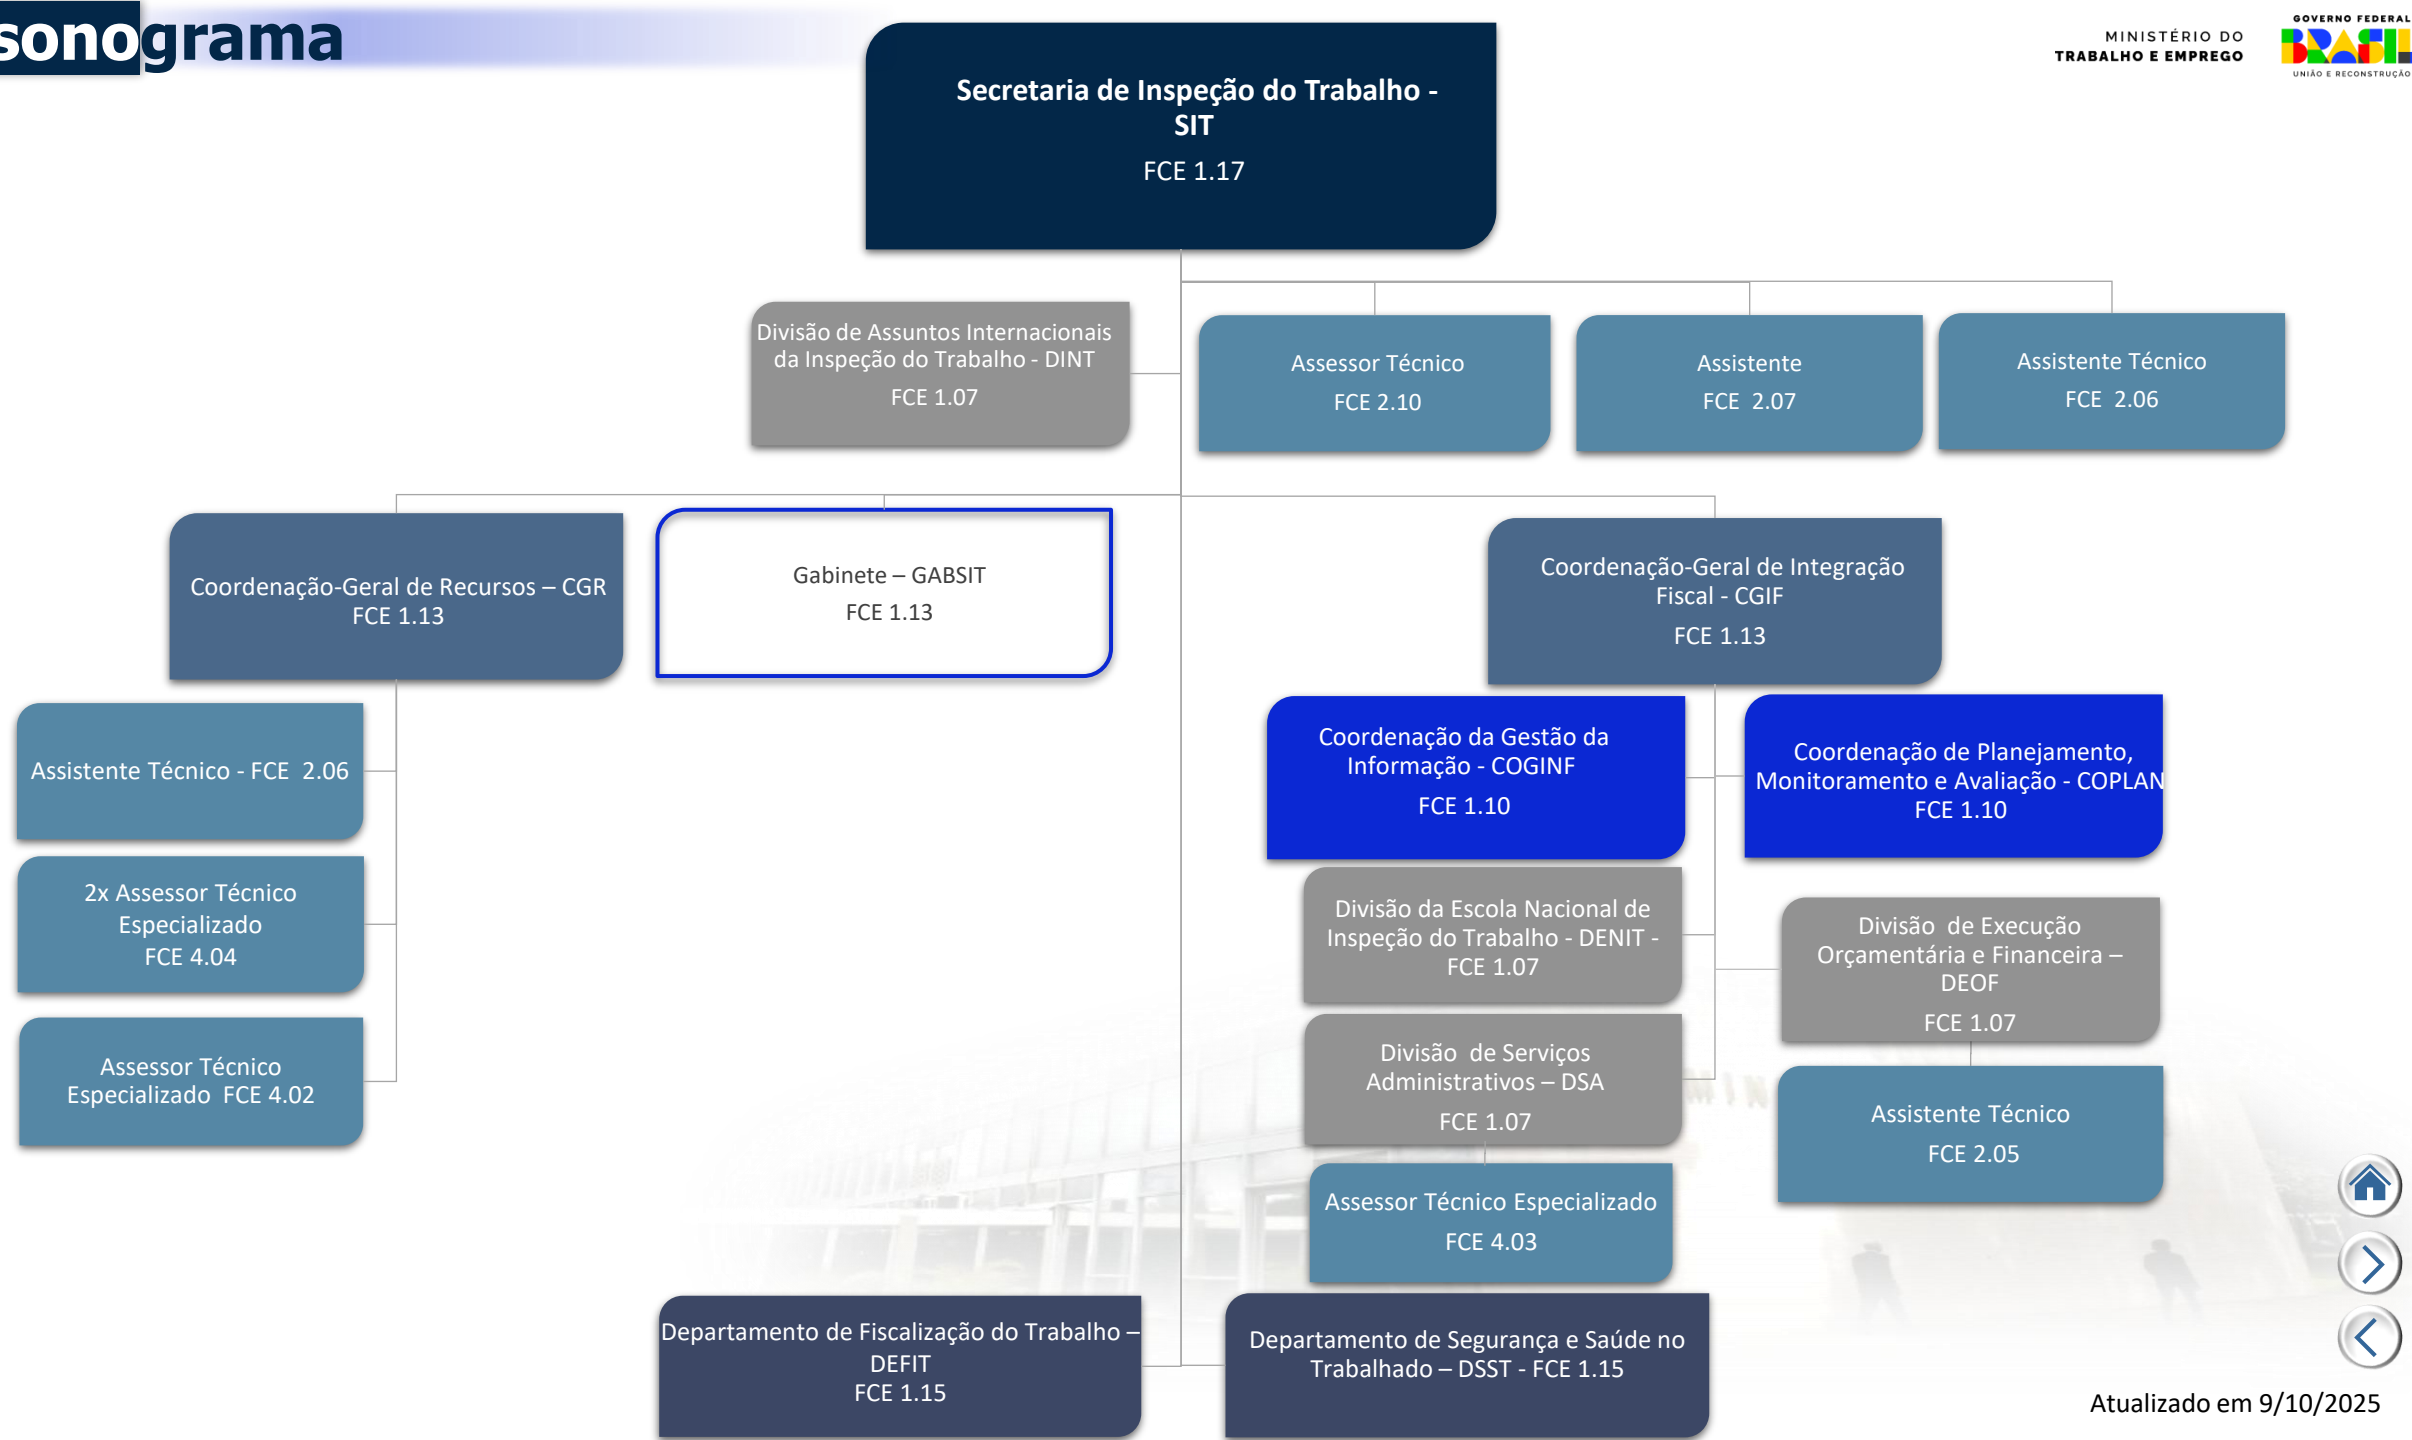 sonograma
MINISTÉRIO DO
TRABALHO E EMPREGO
GOVERNO FEDERAL
BRASIL
UNIÃO E RECONSTRUÇÃO
Secretaria de Inspeção do Trabalho -
SIT
FCE 1.17
Divisão de Assuntos Internacionais
da Inspeção do Trabalho - DINT
FCE 1.07
Assessor Técnico
FCE 2.10
Assistente
FCE  2.07
Assistente Técnico
FCE  2.06
Coordenação-Geral de Recursos – CGR
FCE 1.13
Gabinete – GABSIT
FCE 1.13
Coordenação-Geral de Integração
Fiscal - CGIF
FCE 1.13
Assistente Técnico - FCE  2.06
2x Assessor Técnico
Especializado
FCE 4.04
Assessor Técnico
Especializado  FCE 4.02
Coordenação da Gestão da
Informação - COGINF
FCE 1.10
Coordenação de Planejamento,
Monitoramento e Avaliação - COPLAN
FCE 1.10
Divisão da Escola Nacional de
Inspeção do Trabalho - DENIT -
FCE 1.07
Divisão  de Execução
Orçamentária e Financeira –
DEOF
FCE 1.07
Divisão  de Serviços
Administrativos – DSA
FCE 1.07
Assistente Técnico
FCE 2.05
Assessor Técnico Especializado
FCE 4.03
Departamento de Fiscalização do Trabalho –
DEFIT
FCE 1.15
Departamento de Segurança e Saúde no
Trabalhado – DSST - FCE 1.15
Atualizado em 9/10/2025